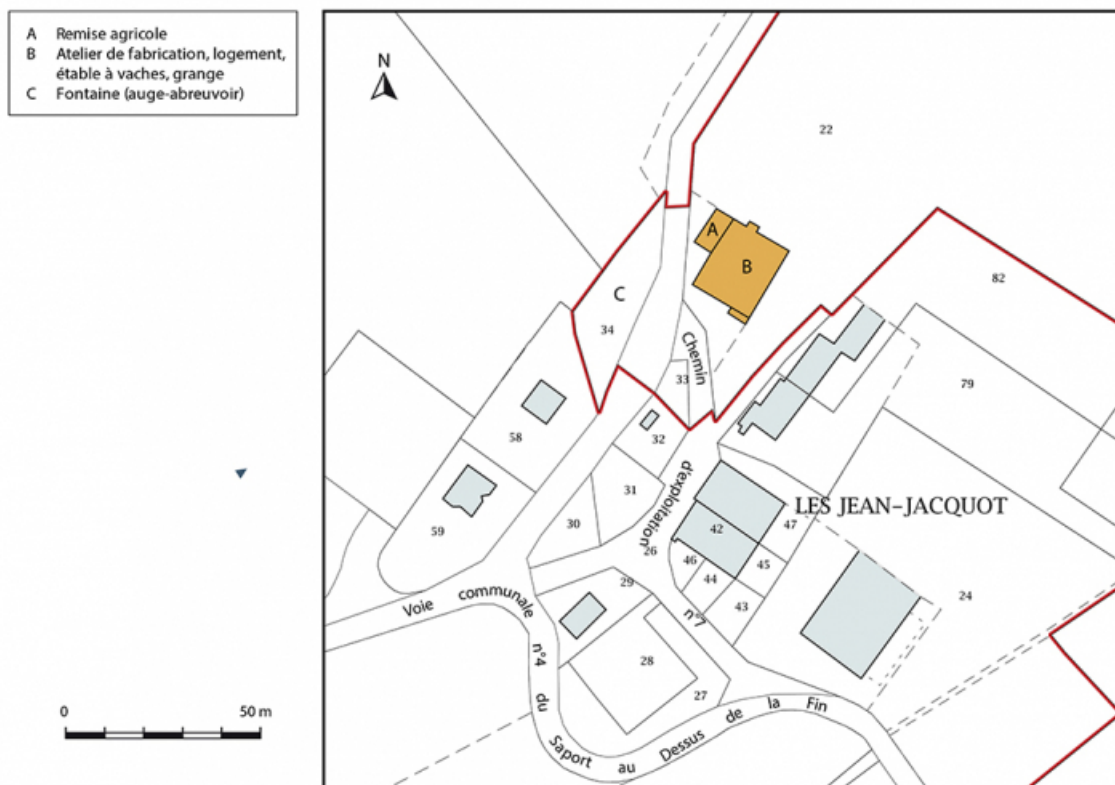 A Remise agricole
B Atelier de fabrication, logement,
étable à vaches, grange
C Fontaine (auge-abreuvoir)
N
22
A
B
82
C
34
Chemin
33
79
58
32
d'exploitation
31
LES JEAN-JACQUOT
47
42
30
59
26
46
45
44
24
29
43
n°7
Voie communale n°4 du Saport au Dessus de la Fin
28
27
0 50 m